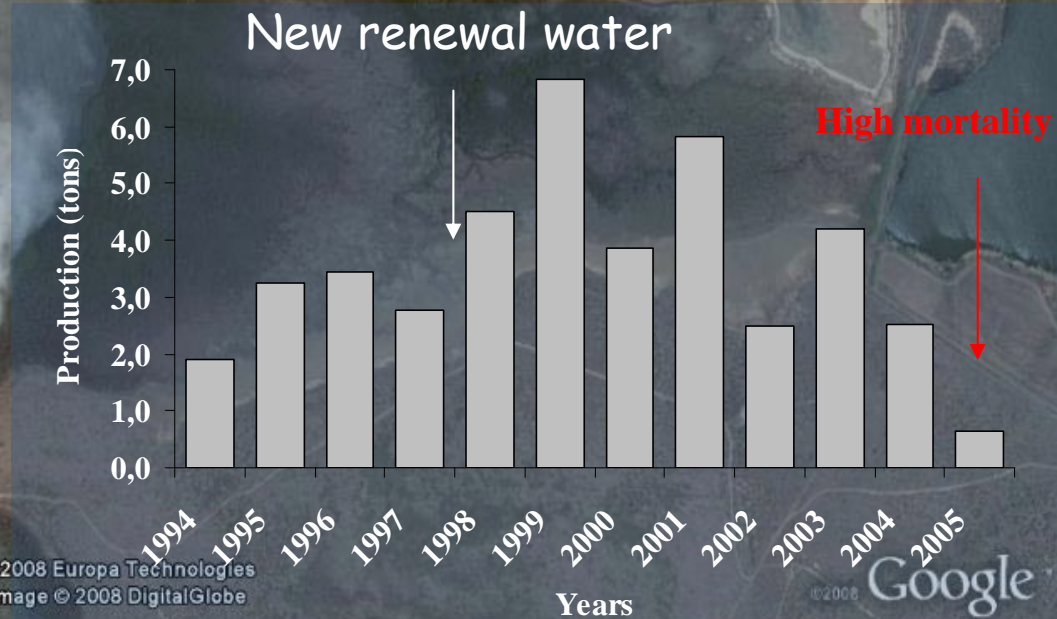 New renewal water
High mortality
Production (tons)
7,0
6,0
5,0
4,0
3,0
2,0
1,0
0,0
1994
1995
1996
1997
1998
1999
2000
2001
2002
2003
2004
2005
Years
2008 Europa Technologies
mage © 2008 DigitalGlobe
©2008 Google